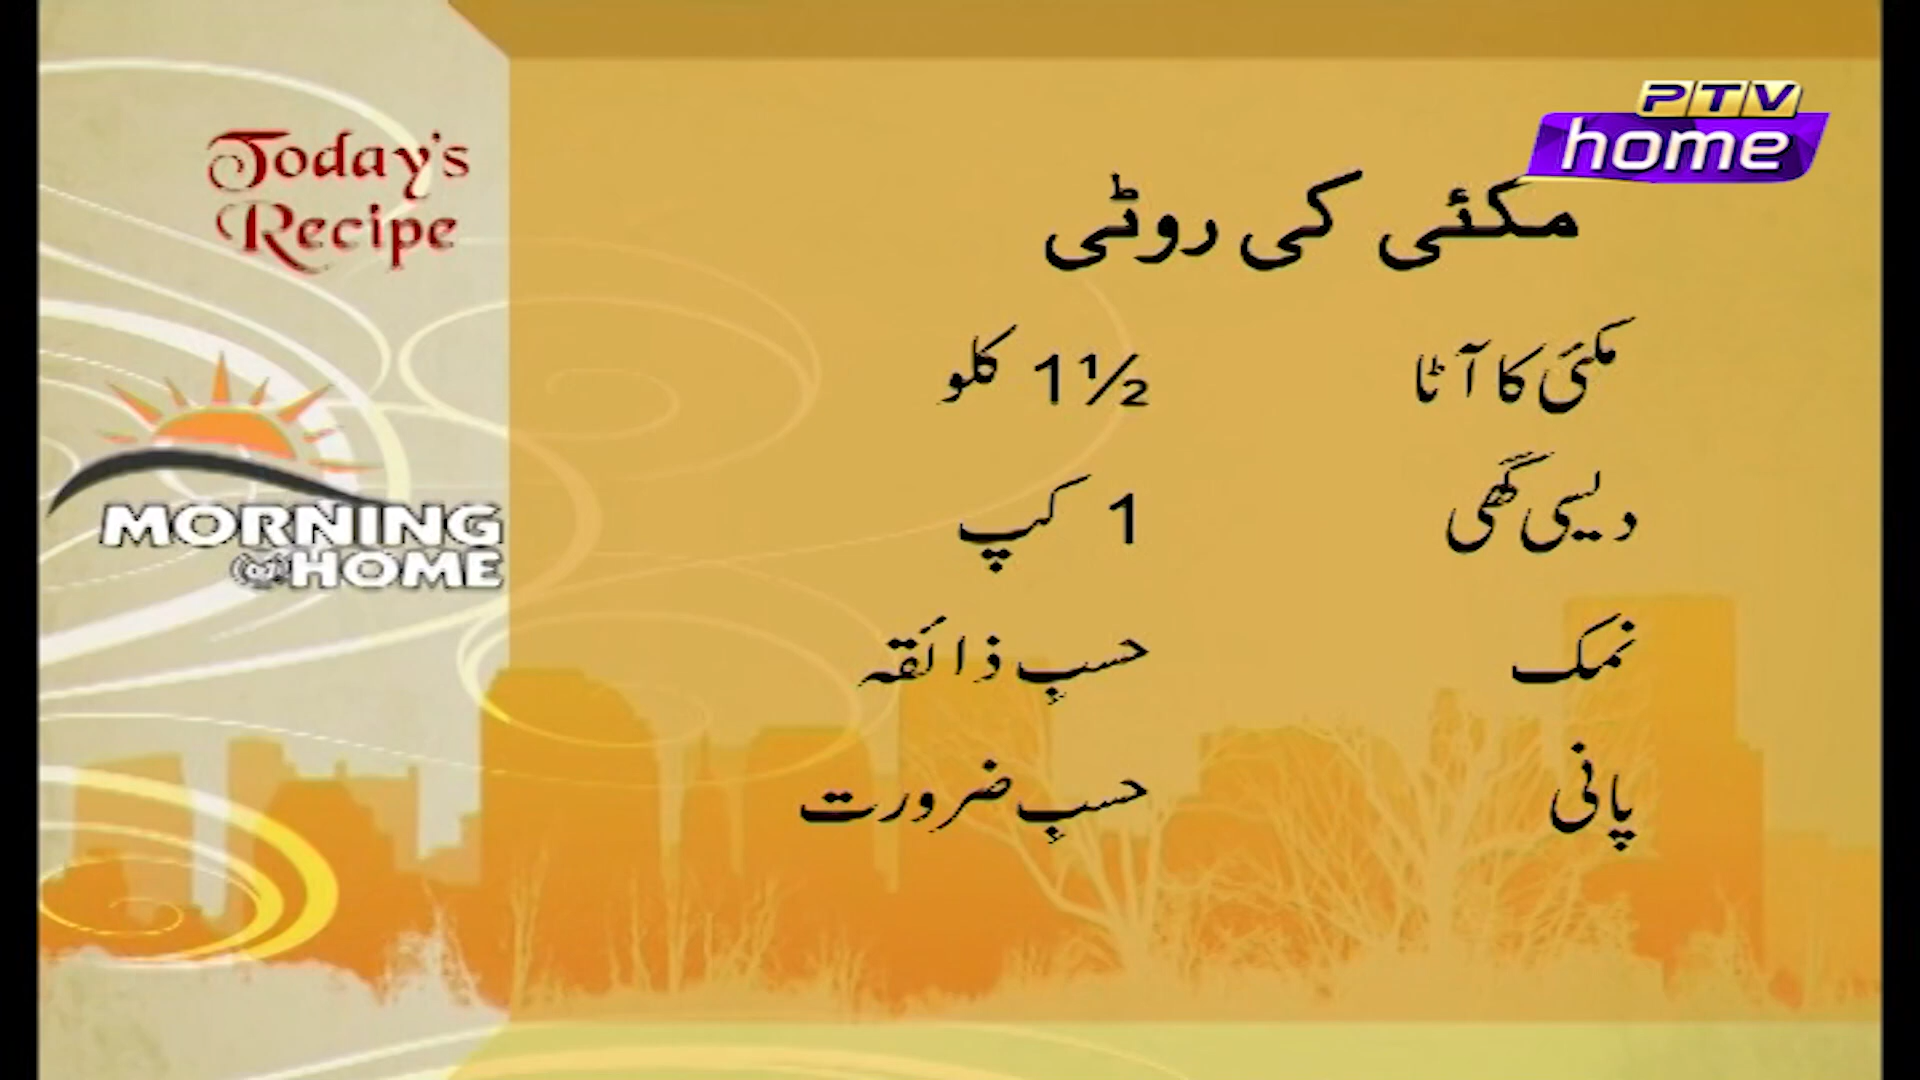 PTV
home
Today's
Recipe
مکئی کی روٹی
مکئی کا آٹا 1½ کلو
دیسی گھی 1 کپ
نمک حسبِ ذائقہ
پانی حسبِ ضرورت
MORNING
@HOME